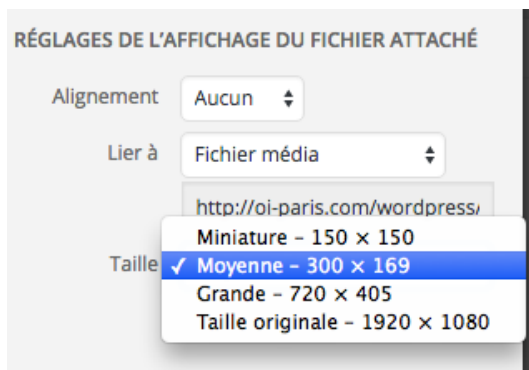 RÉGLAGES DE L'AFFICHAGE DU FICHIER ATTACHÉ
Alignement Aucun
Lier à Fichier média
http://oi-paris.com/wordpress/
Miniature – 150 × 150
Taille ✓ Moyenne – 300 × 169
Grande – 720 × 405
Taille originale – 1920 × 1080